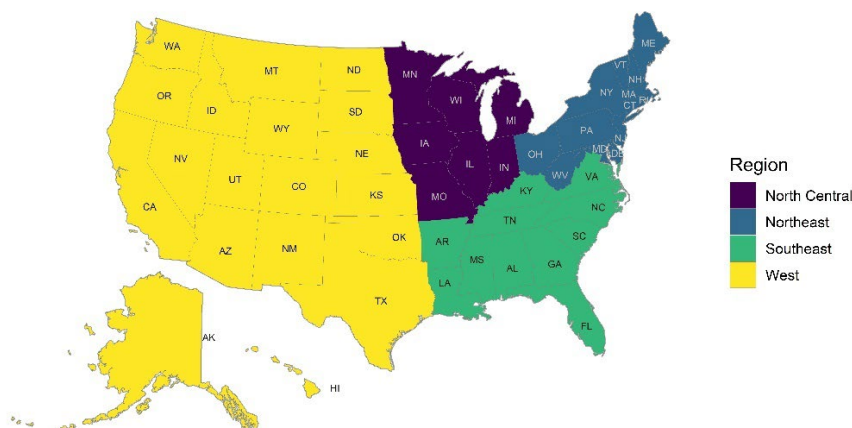 WA
MT
ND
MN
ME
VT
NH
OR
ID
SD
WI
NY
MA
MI
CT
RI
WY
PA
IA
NJ
NE
OH
MD
DE
NV
IL
IN
UT
CO
WV
VA
KS
MO
KY
CA
NC
TN
OK
AR
SC
AZ
NM
MS
AL
GA
LA
TX
FL
AK
HI
Region
North Central
Northeast
Southeast
West